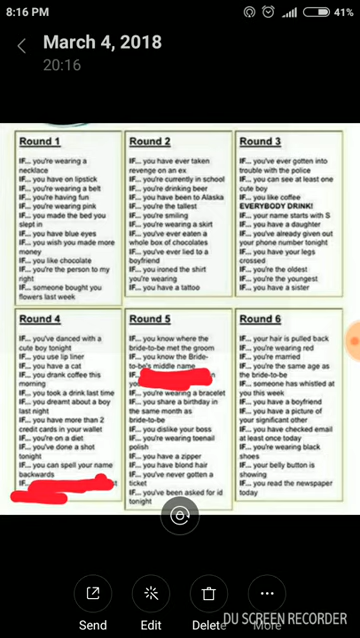 8:16 PM
41%
March 4, 2018
20:16
Round 1
IF... you're wearing a
necklace
IF... you have on lipstick
IF... you're wearing a belt
IF... you're having fun
IF... you're wearing pink
IF... you made the bed you
slept in
IF... you have blue eyes
IF... you wish you made more
money
IF... you like chocolate
IF... you're the person to my
right
IF... someone bought you
flowers last week
Round 2
IF... you have ever taken
revenge on an ex
IF... you're currently in school
IF... you're drinking beer
IF... you have been to Alaska
IF... you're the tallest
IF... you're smiling
IF... you're wearing a skirt
IF... you've ever eaten a
whole box of chocolates
IF... you've ever lied to a
boyfriend
IF... you ironed the shirt
you're wearing
IF... you have a tattoo
Round 3
IF... you've ever gotten into
trouble with the police
IF... you can see at least one
cute boy
IF... you like coffee
EVERYBODY DRINK!
IF... your name starts with S
IF... you have a daughter
IF... you've already given out
your phone number tonight
IF... you have your legs
crossed
IF... you're the oldest
IF... you're the youngest
IF... you have a sister
Round 4
IF... you've danced with a
cute boy tonight
IF... you use lip liner
IF... you have a cat
IF... you drank coffee this
morning
IF... you took a drink last time
IF... you dreamt about a boy
last night
IF... you have more than 2
credit cards in your wallet
IF... you're on a diet
IF... you've done a shot
tonight
IF... you can spell your name
backwards
IF...
Round 5
IF... you know where the
bride-to-be met the groom
IF... you know the Bride-
to-be's middle name
IF... you're wearing a bracelet
IF... you share a birthday in
the same month as
bride-to-be
IF... you dislike your boss
IF... you're wearing toenail
polish
IF... you have a zipper
IF... you have blond hair
IF... you've never gotten a
ticket
IF... you've been asked for id
tonight
Round 6
IF... your hair is pulled back
IF... you're wearing red
IF... you're married
IF... you're the same age as
the bride-to-be
IF... someone has whistled at
you this week
IF... you have a boyfriend
IF... you have a picture of
your significant other
IF... you have checked email
at least once today
IF... you're wearing black
shoes
IF... your belly button is
showing
IF... you read the newspaper
today
Send
Edit
Delete
More
DU SCREEN RECORDER